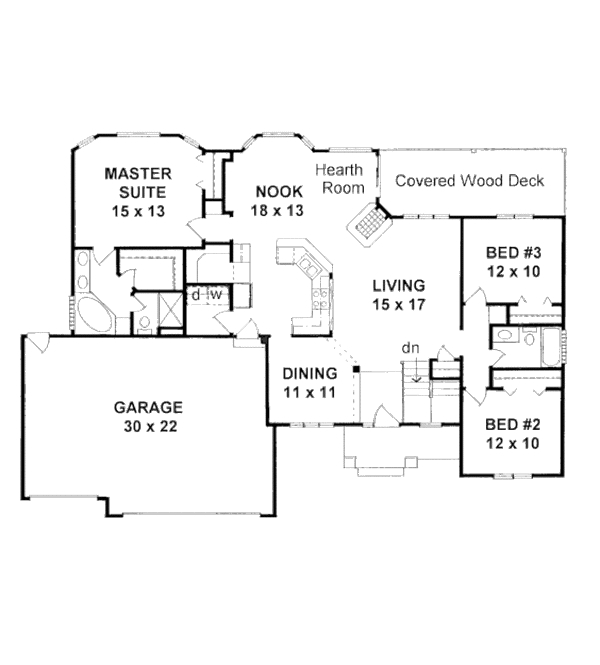 MASTER
SUITE
15 x 13
NOOK
18 x 13
Hearth
Room
Covered Wood Deck
BED #3
12 x 10
LIVING
15 x 17
d w
dn
DINING
11 x 11
GARAGE
30 x 22
BED #2
12 x 10